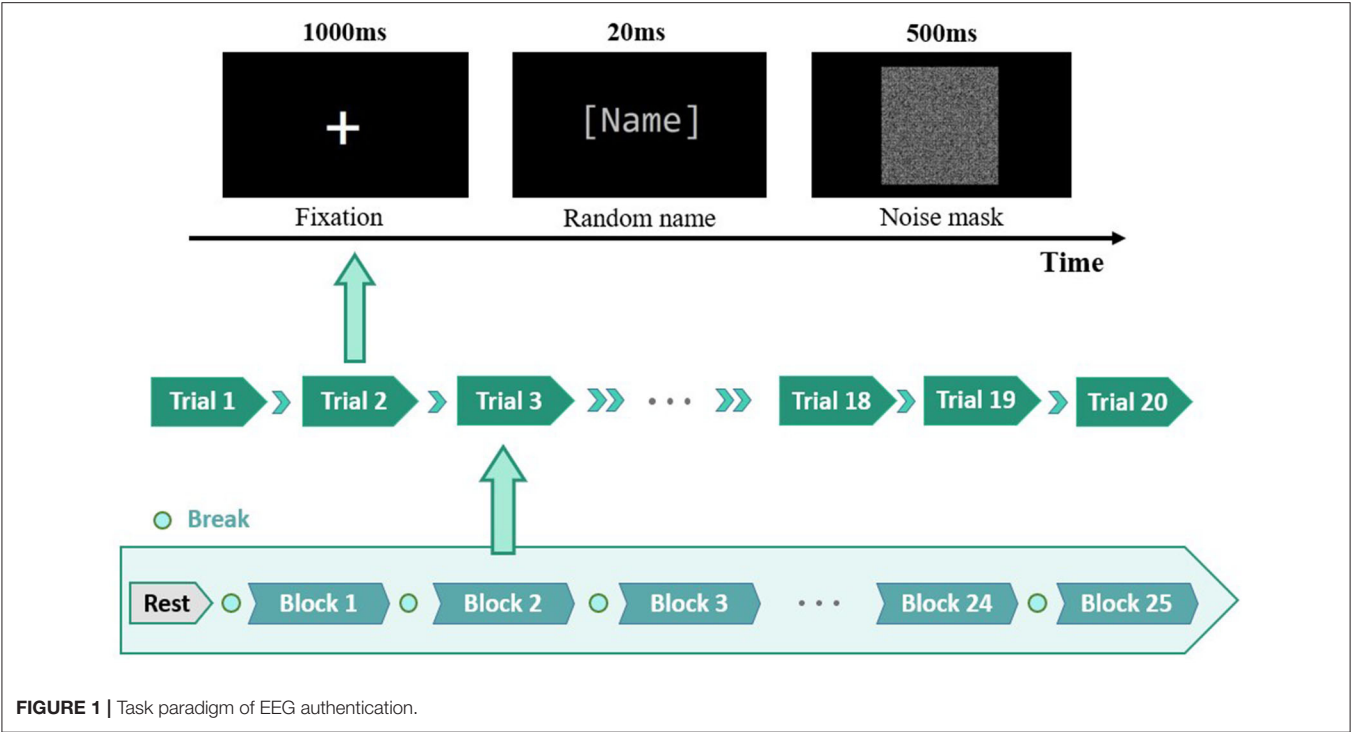 1000ms 20ms 500ms
+ [Name]
Fixation Random name Noise mask
Time
Trial 1 Trial 2 Trial 3 ... Trial 18 Trial 19 Trial 20
Break
Rest Block 1 Block 2 Block 3 ... Block 24 Block 25
FIGURE 1 | Task paradigm of EEG authentication.